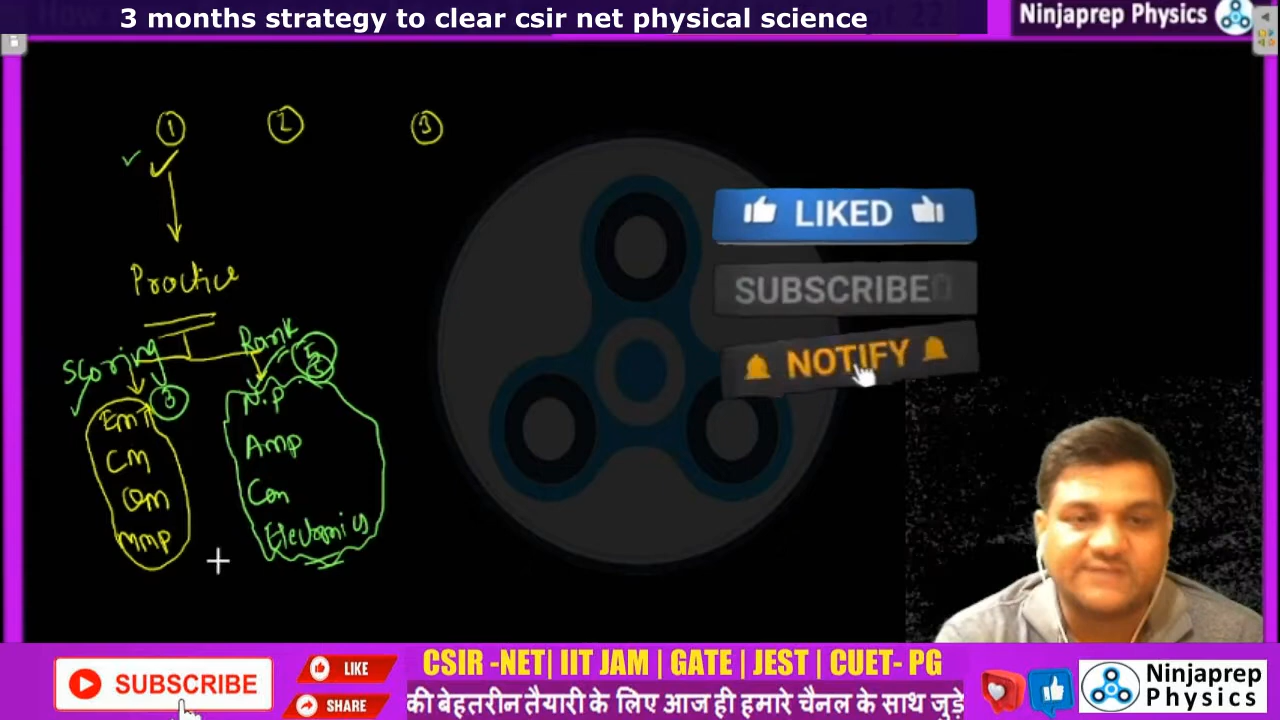 3 months strategy to clear csir net physical science
Ninjaprep Physics
1 2 3
Practice
Scoring
Rank
3
EMT
CM
QM
MMP
N.P
Amp
Con
Electronics
LIKED
SUBSCRIBE
NOTIFY
SUBSCRIBE
LIKE
SHARE
CSIR -NET| IIT JAM | GATE | JEST | CUET- PG
की बेहतरीन तैयारी के लिए आज ही हमारे चैनल के साथ जुड़े
Ninjaprep
Physics